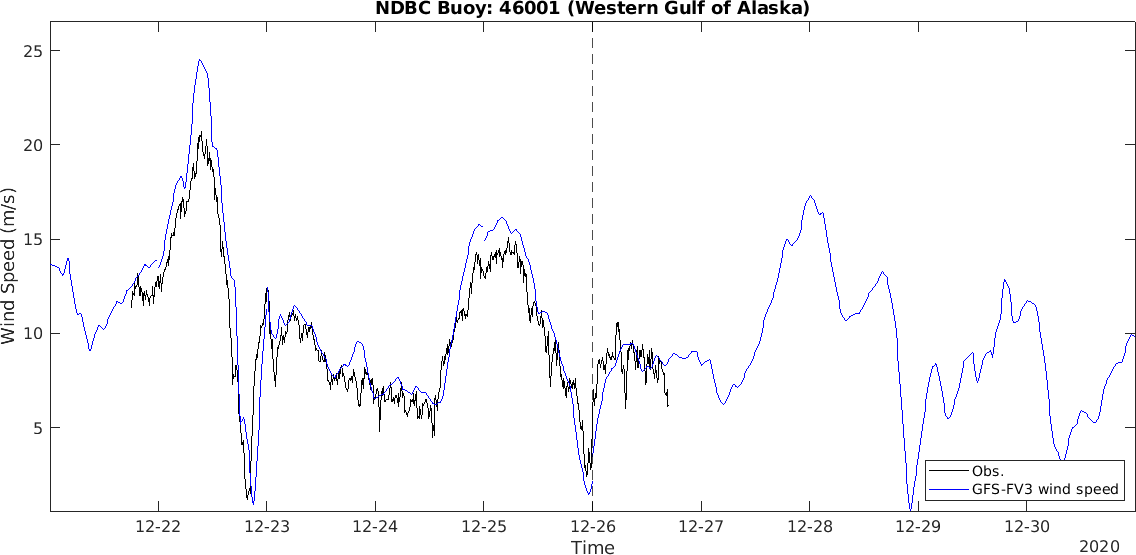 NDBC Buoy: 46001 (Western Gulf of Alaska)
25
20
15
10
5
Wind Speed (m/s)
12-22 12-23 12-24 12-25 12-26 12-27 12-28 12-29 12-30
Time
2020
Obs.
GFS-FV3 wind speed